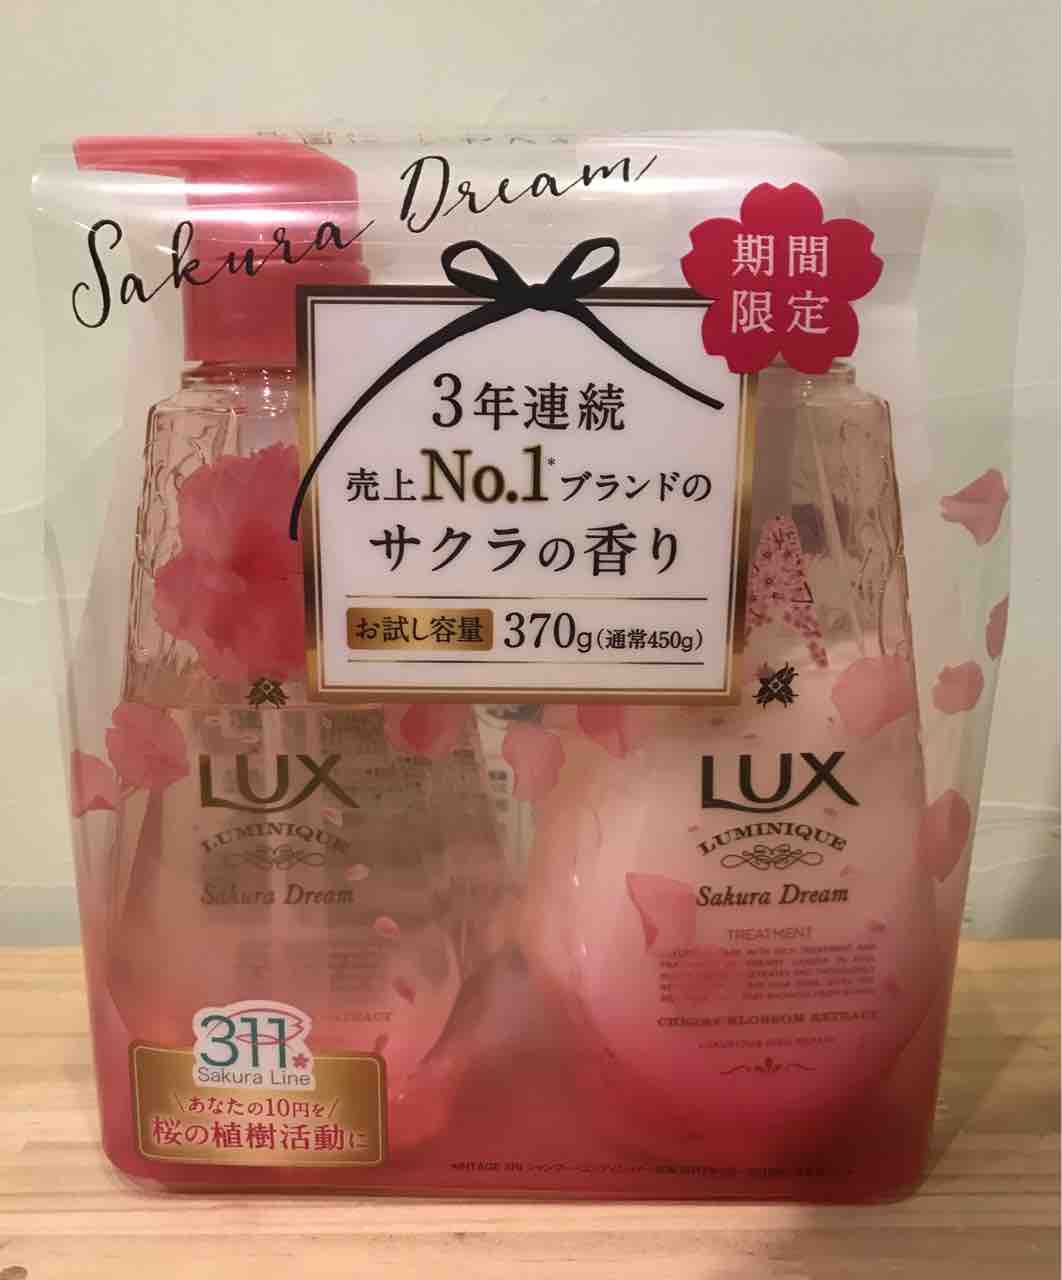 Sakura Dream
期間
限定
3年連続
売上No.1*ブランドの
サクラの香り
お試し容量 370g(通常450g)
LUX
LUMINIQUE
Sakura Dream
LUX
LUMINIQUE
Sakura Dream
TREATMENT
CHERRY BLOSSOM EXTRACT
311
Sakura Line
\あなたの10円を/
桜の植樹活動に